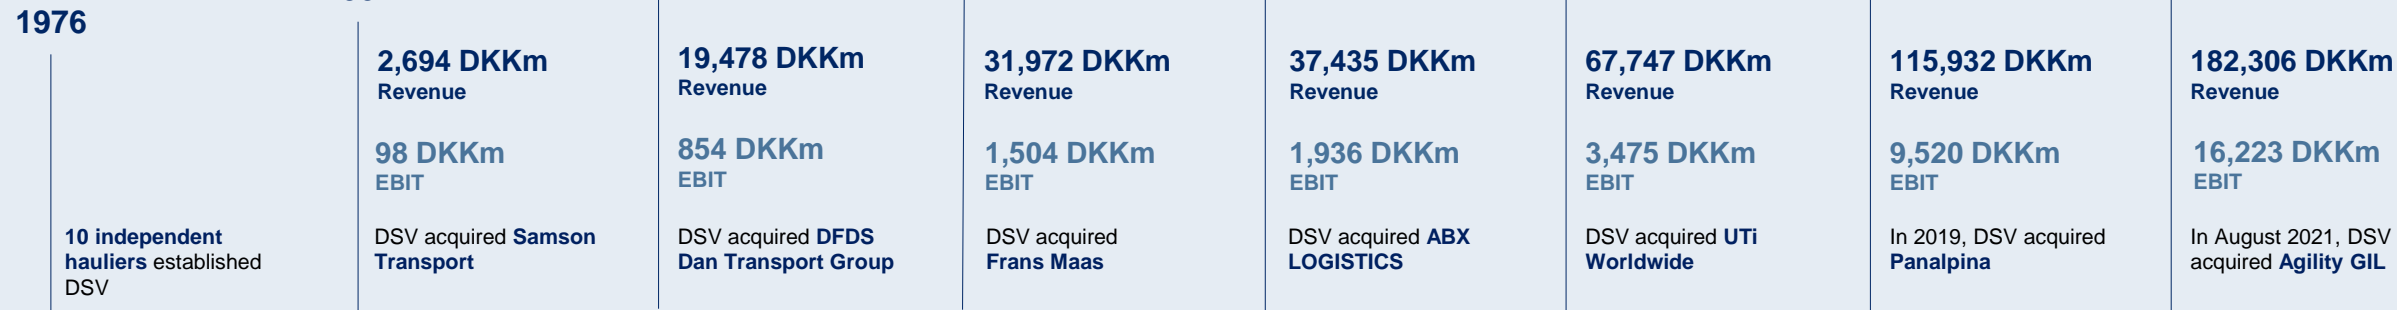 1976
10 independent
hauliers established
DSV
2,694 DKKm
Revenue
98 DKKm
EBIT
DSV acquired Samson
Transport
19,478 DKKm
Revenue
854 DKKm
EBIT
DSV acquired DFDS
Dan Transport Group
31,972 DKKm
Revenue
1,504 DKKm
EBIT
DSV acquired
Frans Maas
37,435 DKKm
Revenue
1,936 DKKm
EBIT
DSV acquired ABX
LOGISTICS
67,747 DKKm
Revenue
3,475 DKKm
EBIT
DSV acquired UTi
Worldwide
115,932 DKKm
Revenue
9,520 DKKm
EBIT
In 2019, DSV acquired
Panalpina
182,306 DKKm
Revenue
16,223 DKKm
EBIT
In August 2021, DSV
acquired Agility GIL